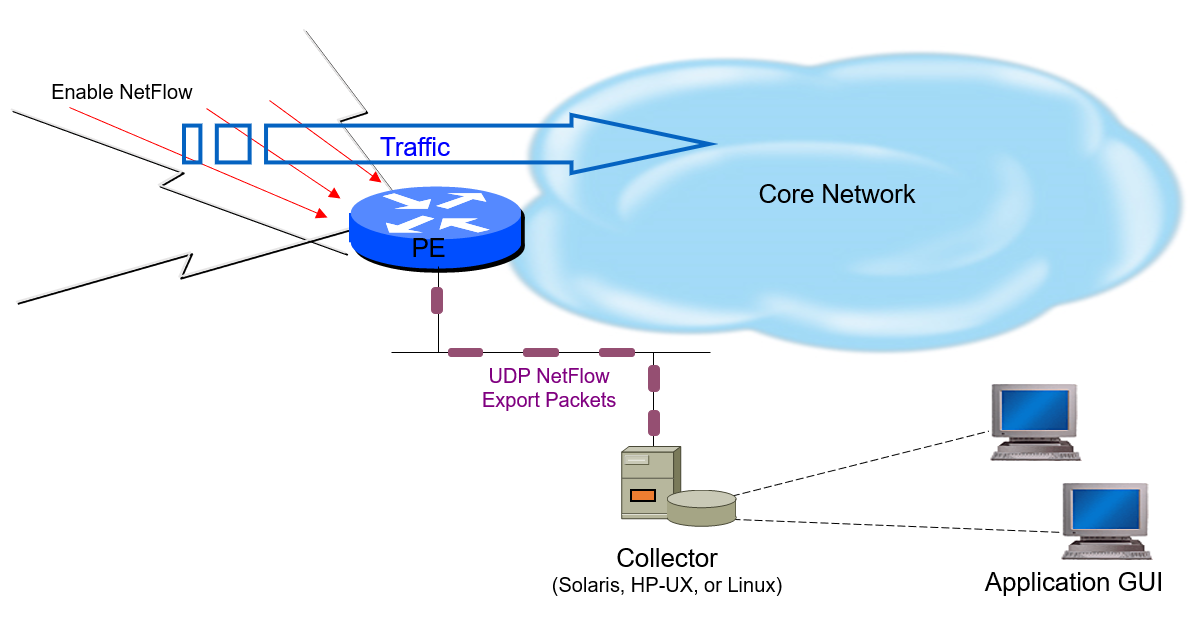 Enable NetFlow
Traffic
Core Network
PE
UDP NetFlow
Export Packets
Collector
(Solaris, HP-UX, or Linux)
Application GUI